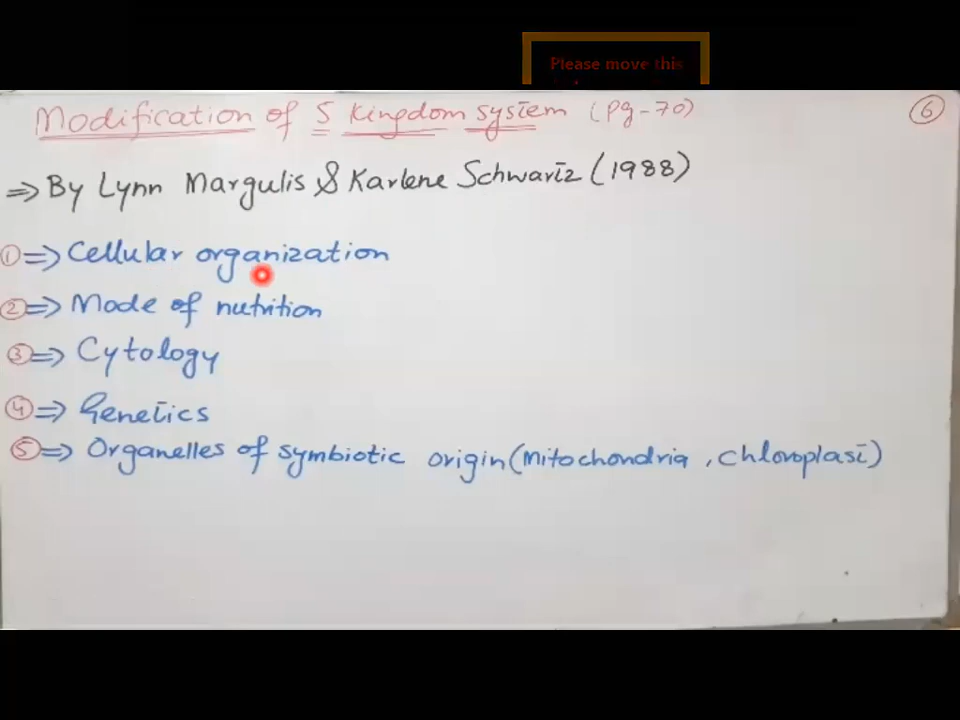 Please move this
Modification of 5 Kingdom system (pg-70)
6
⇒ By Lynn Margulis & Karlene Schwartz (1988)
① ⇒ Cellular organization
② ⇒ Mode of nutrition
③ ⇒ Cytology
④ ⇒ Genetics
⑤ ⇒ Organelles of symbiotic origin (mitochondria, chloroplast)